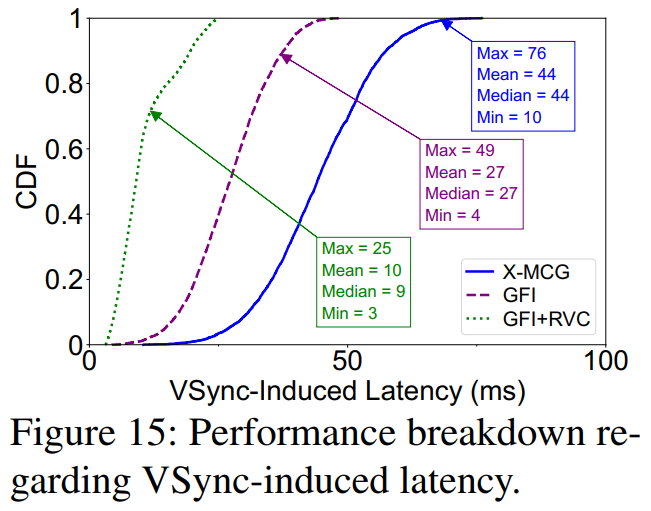 1
0.8
0.6
0.4
0.2
0
CDF
Max = 76
Mean = 44
Median = 44
Min = 10
Max = 49
Mean = 27
Median = 27
Min = 4
Max = 25
Mean = 10
Median = 9
Min = 3
X-MCG
GFI
GFI+RVC
0 50 100
VSync-Induced Latency (ms)
Figure 15: Performance breakdown re-
garding VSync-induced latency.